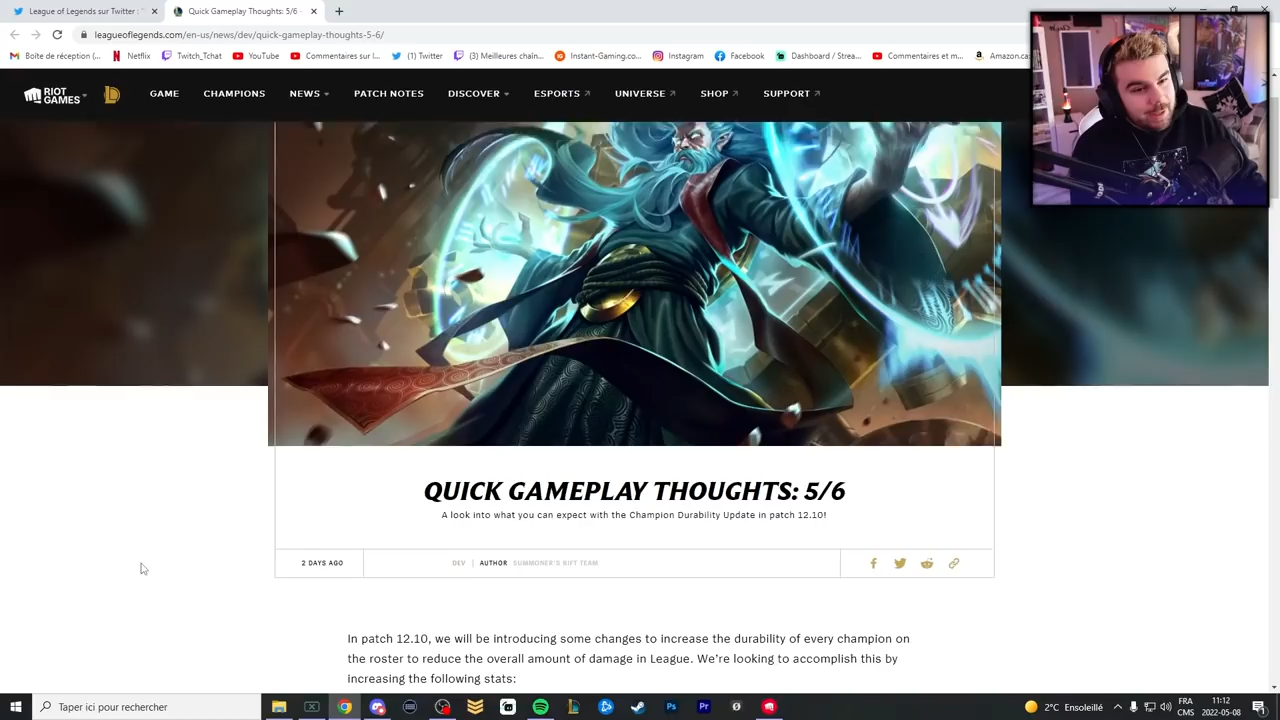 League of Legends sur Twitter : "
Quick Gameplay Thoughts: 5/6
leagueoflegends.com/en-us/news/dev/quick-gameplay-thoughts-5-6/
Boîte de réception (... Netflix Twitch_Tchat YouTube Commentaires sur l... (1) Twitter (3) Meilleures chaîn... Instant-Gaming.co... Instagram Facebook Dashboard / Strea... Commentaires et m... Amazon.ca
RIOT GAMES GAME CHAMPIONS NEWS PATCH NOTES DISCOVER ESPORTS UNIVERSE SHOP SUPPORT
QUICK GAMEPLAY THOUGHTS: 5/6
A look into what you can expect with the Champion Durability Update in patch 12.10!
2 DAYS AGO DEV | AUTHOR SUMMONER'S RIFT TEAM
In patch 12.10, we will be introducing some changes to increase the durability of every champion on
the roster to reduce the overall amount of damage in League. We're looking to accomplish this by
increasing the following stats:
Taper ici pour rechercher
2°C Ensoleillé
FRA
CMS
11:12
2022-05-08